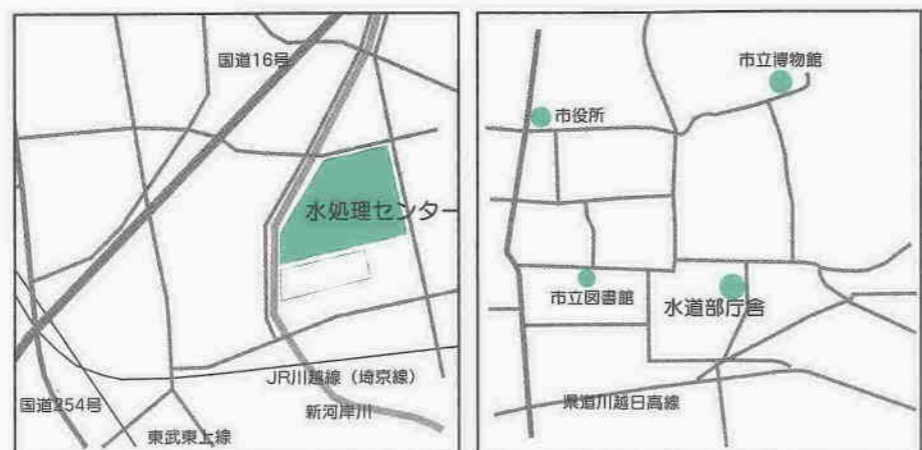 国道16号
水処理センター
JR川越線（埼京線）
新河岸川
国道254号
東武東上線
市立博物館
市役所
市立図書館
水道部庁舎
県道川越日高線